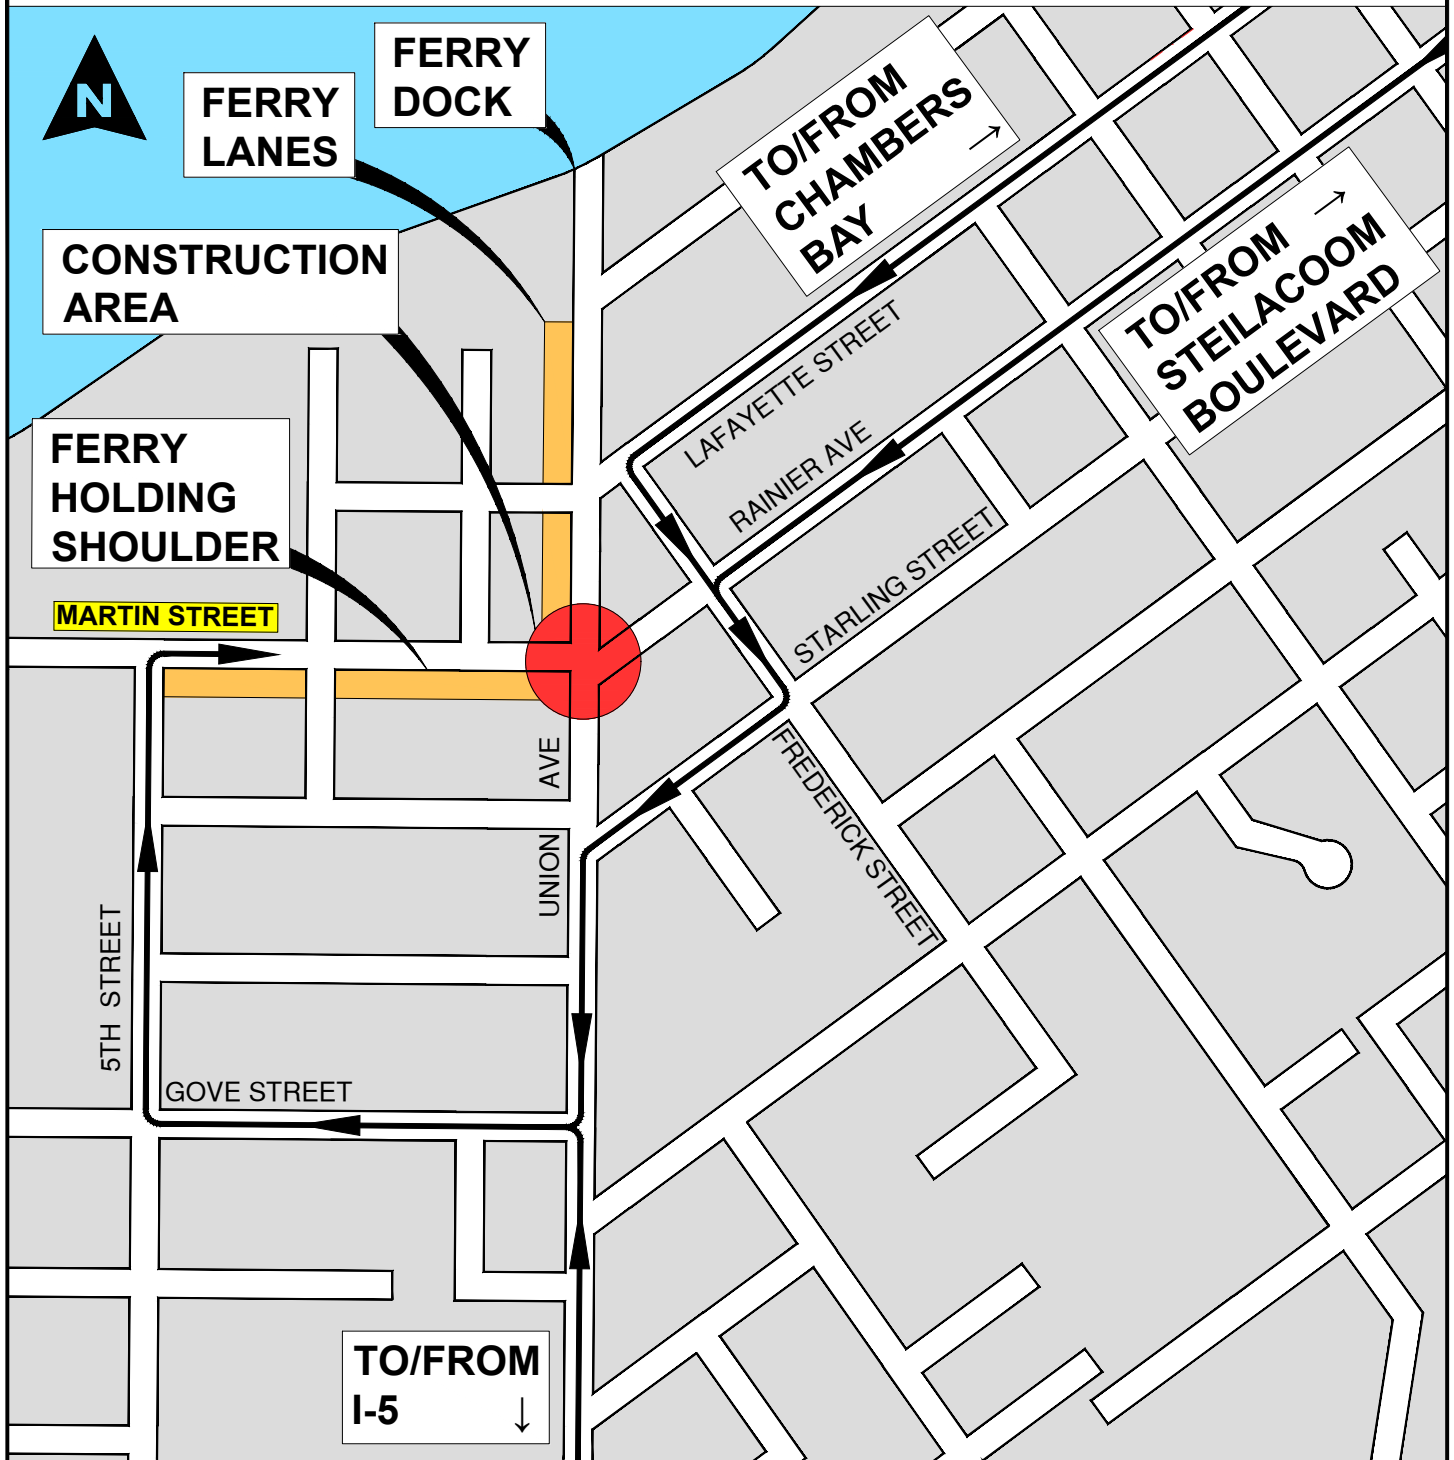 N
FERRY
DOCK
FERRY
LANES
TO/FROM
CHAMBERS
BAY →
CONSTRUCTION
AREA
TO/FROM →
STEILACOOM
BOULEVARD
LAFAYETTE STREET
RAINIER AVE
FERRY
HOLDING
SHOULDER
STARLING STREET
MARTIN STREET
UNION AVE
FREDERICK STREET
5TH STREET
GOVE STREET
TO/FROM
I-5 ↓